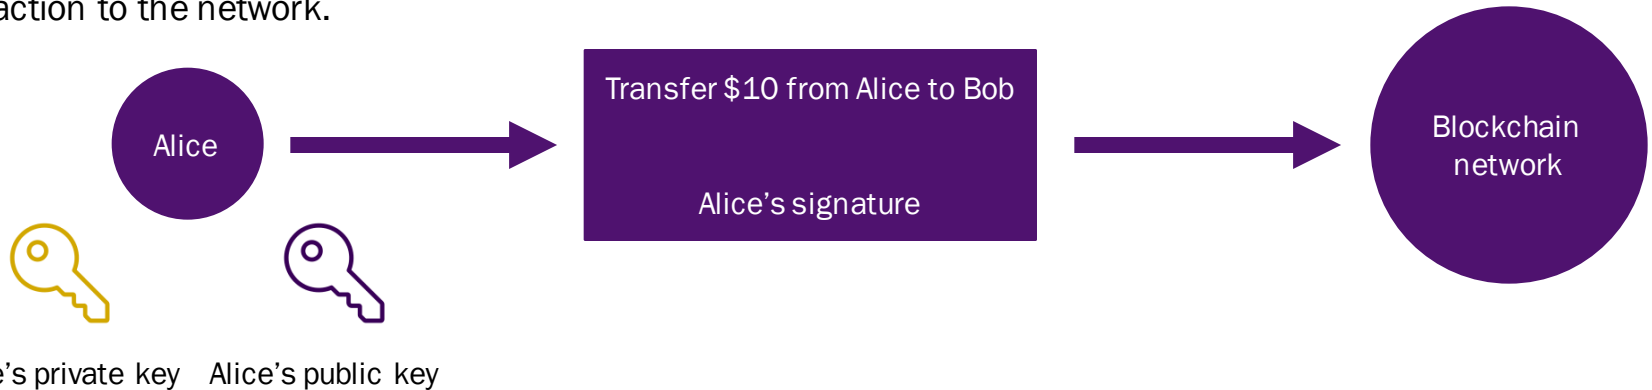 action to the network.
Transfer $10 from Alice to Bob
Alice
Blockchain
network
Alice’s signature
’s private key
Alice’s public key